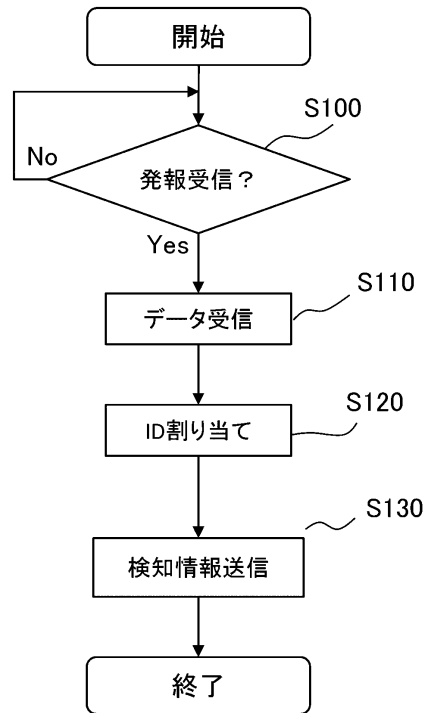 開始
S100
No
発報受信？
Yes
S110
データ受信
S120
ID割り当て
S130
検知情報送信
終了